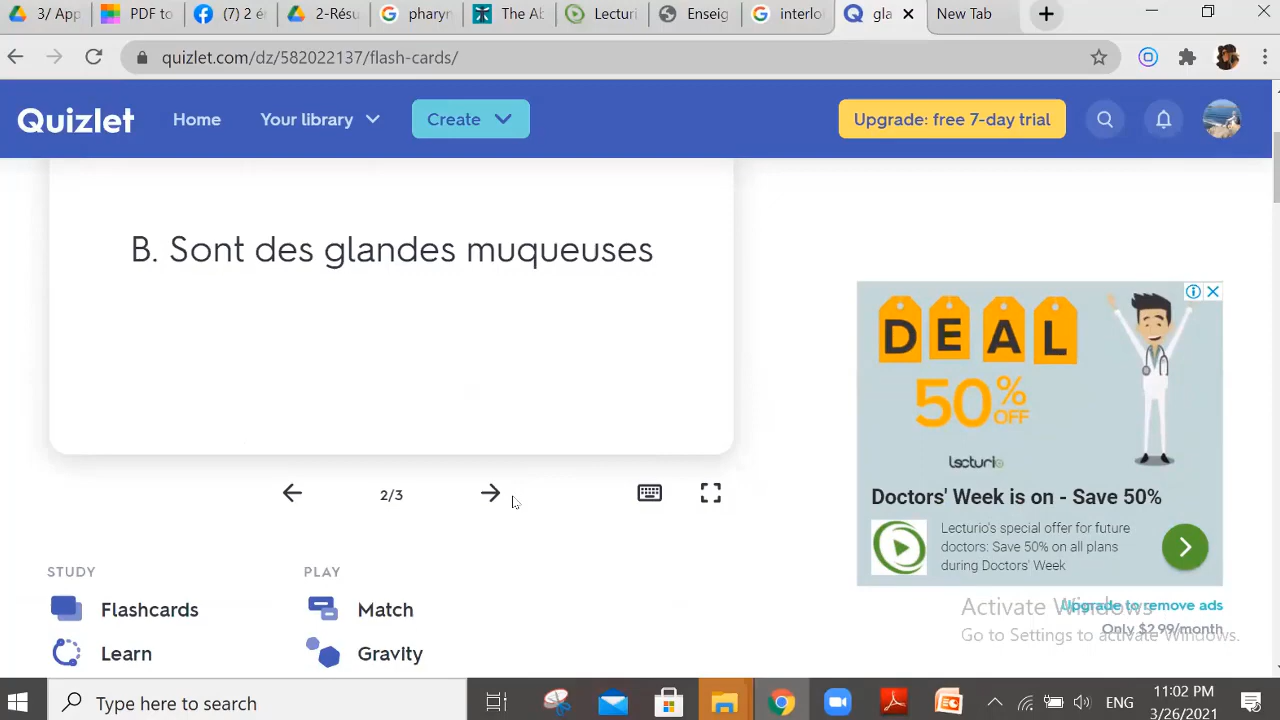 3/ Ap
PDF to
(7) 2 é
2-Résu
pharyn
The Ac
Lecturi
Enseig
interfe
gla
New Tab
quizlet.com/dz/582022137/flash-cards/
Quizlet
Home
Your library
Create
Upgrade: free 7-day trial
B. Sont des glandes muqueuses
2/3
STUDY
PLAY
Flashcards
Match
Learn
Gravity
DEAL
50% OFF
lecturio
Doctors' Week is on - Save 50%
Lecturio's special offer for future
doctors: Save 50% on all plans
during Doctors' Week
Upgrade to remove ads
Only $2.99/month
Activate Windows
Go to Settings to activate Windows.
Type here to search
ENG
11:02 PM
3/26/2021